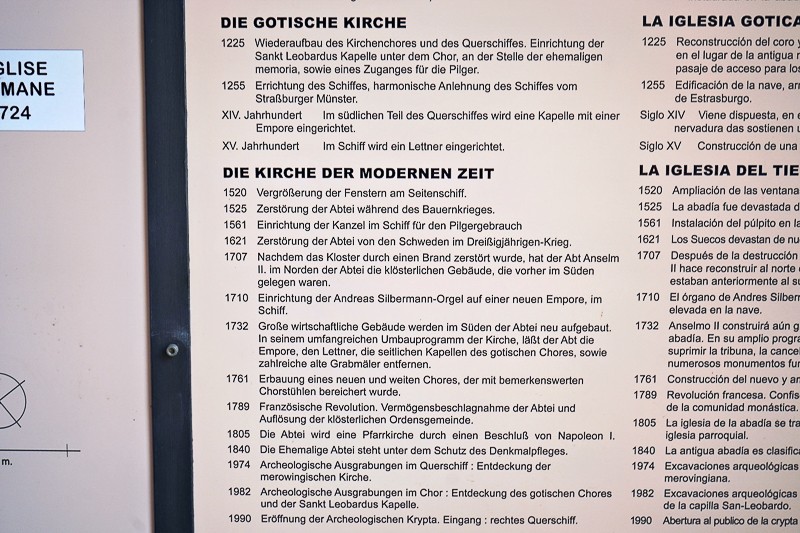 GLISE
MANE
724
m.
DIE GOTISCHE KIRCHE
1225 Wiederaufbau des Kirchenchores und des Querschiffes. Einrichtung der
Sankt Leobardus Kapelle unter dem Chor, an der Stelle der ehemaligen
memoria, sowie eines Zuganges für die Pilger.
1255 Errichtung des Schiffes, harmonische Anlehnung des Schiffes vom
Straßburger Münster.
XIV. Jahrhundert Im südlichen Teil des Querschiffes wird eine Kapelle mit einer
Empore eingerichtet.
XV. Jahrhundert Im Schiff wird ein Lettner eingerichtet.
DIE KIRCHE DER MODERNEN ZEIT
1520 Vergrößerung der Fenstern am Seitenschiff.
1525 Zerstörung der Abtei während des Bauernkrieges.
1561 Einrichtung der Kanzel im Schiff für den Pilgergebrauch
1621 Zerstörung der Abtei von den Schweden im Dreißigjährigen-Krieg.
1707 Nachdem das Kloster durch einen Brand zerstört wurde, hat der Abt Anselm
II. im Norden der Abtei die klösterlichen Gebäude, die vorher im Süden
gelegen waren.
1710 Einrichtung der Andreas Silbermann-Orgel auf einer neuen Empore, im
Schiff.
1732 Große wirtschaftliche Gebäude werden im Süden der Abtei neu aufgebaut.
In seinem umfangreichen Umbauprogramm der Kirche, läßt der Abt die
Empore, den Lettner, die seitlichen Kapellen des gotischen Chores, sowie
zahlreiche alte Grabmäler entfernen.
1761 Erbauung eines neuen und weiten Chores, der mit bemerkenswerten
Chorstühlen bereichert wurde.
1789 Französische Revolution. Vermögensbeschlagnahme der Abtei und
Auflösung der klösterlichen Ordensgemeinde.
1805 Die Abtei wird eine Pfarrkirche durch einen Beschluß von Napoleon I.
1840 Die Ehemalige Abtei steht unter dem Schutz des Denkmalpfleges.
1974 Archeologische Ausgrabungen im Querschiff : Entdeckung der
merowingischen Kirche.
1982 Archeologische Ausgrabungen im Chor : Entdeckung des gotischen Chores
und der Sankt Leobardus Kapelle.
1990 Eröffnung der Archeologischen Krypta. Eingang : rechtes Querschiff.
LA IGLESIA GOTICA
1225 Reconstrucción del coro y
en el lugar de la antigua
pasaje de acceso para los
1255 Edificación de la nave,
de Estrasburgo.
Siglo XIV Viene dispuesta, en
nervadura das sostienen
Siglo XV Construcción de una
LA IGLESIA DEL TIE
1520 Ampliación de las ventana
1525 La abadía fue devastada
1561 Instalación del púlpito en la
1621 Los Suecos devastan de nu
1707 Después de la destrucción
II hace reconstruir al norte
estaban anteriormente al
1710 El órgano de Andres Silber
elevada en la nave.
1732 Anselmo II construirá aún
abadía. En su amplio progra
suprimir la tribuna, la cance
numerosos monumentos fu
1761 Construcción del nuevo y
1789 Revolución francesa. Confis
de la comunidad monástica.
1805 La iglesia de la abadía se tra
iglesia parroquial.
1840 La antigua abadía es clasific
1974 Excavaciones arqueológicas
merovingiana.
1982 Excavaciones arqueológicas
de la capilla San-Leobardo.
1990 Abertura al publico de la crypta